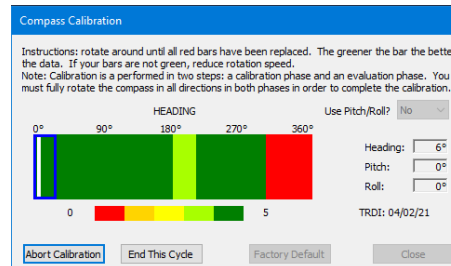 Compass Calibration
Instructions: rotate around until all red bars have been replaced. The greener the bar the bette
the data. If your bars are not green, reduce rotation speed.
Note: Calibration is a performed in two steps: a calibration phase and an evaluation phase. You
must fully rotate the compass in all directions in both phases in order to complete the calibration.
HEADING Use Pitch/Roll? No
0° 90° 180° 270° 360°
Heading: 6°
Pitch: 0°
Roll: 0°
0 5 TRDI: 04/02/21
Abort Calibration End This Cycle Factory Default Close